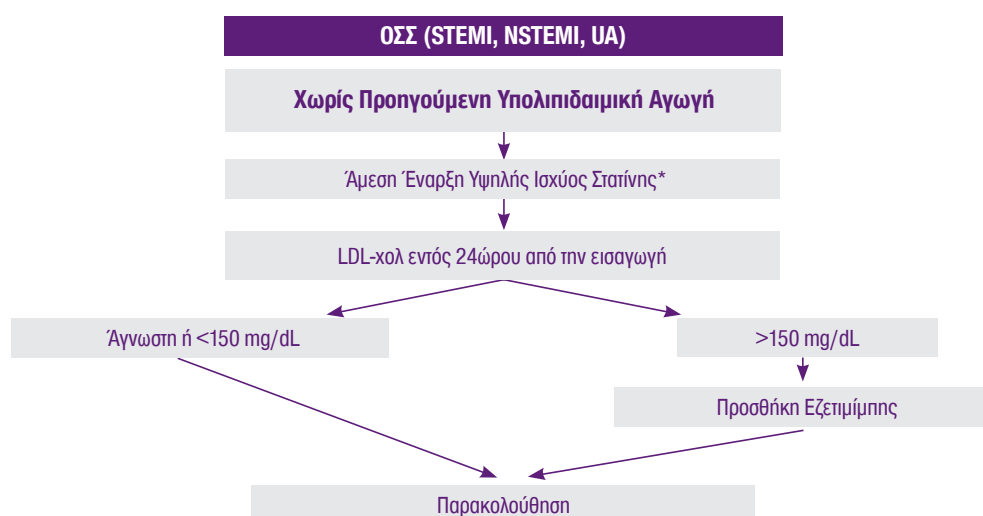 ΟΣΣ (STEMI, NSTEMI, UA)
Χωρίς Προηγούμενη Υπολιπιδαιμική Αγωγή
Άμεση Έναρξη Υψηλής Ισχύος Στατίνης*
LDL-χολ εντός 24ώρου από την εισαγωγή
Άγνωστη ή <150 mg/dL
>150 mg/dL
Προσθήκη Εζετιμίμπης
Παρακολούθηση